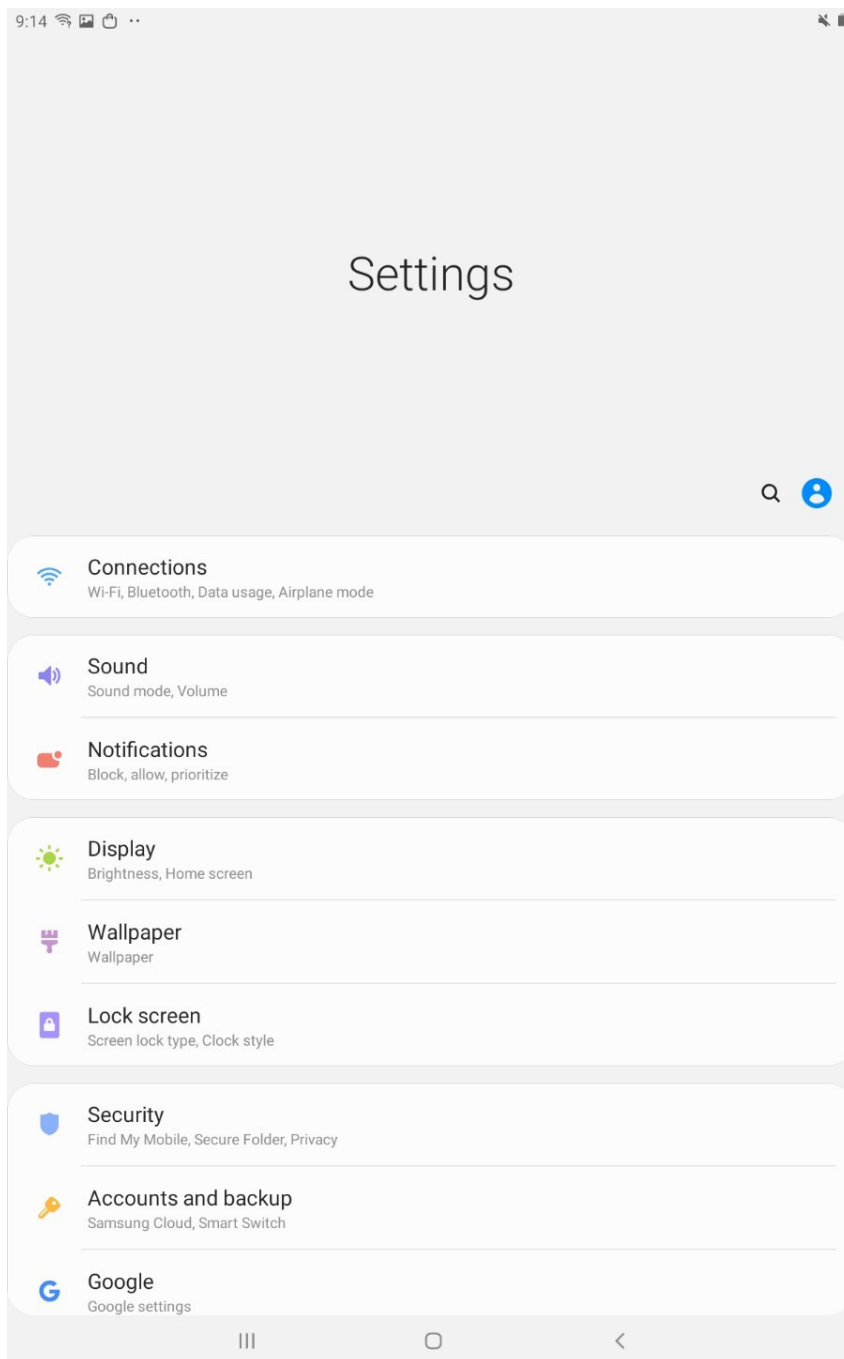 9:14
Settings
Connections
Wi-Fi, Bluetooth, Data usage, Airplane mode
Sound
Sound mode, Volume
Notifications
Block, allow, prioritize
Display
Brightness, Home screen
Wallpaper
Wallpaper
Lock screen
Screen lock type, Clock style
Security
Find My Mobile, Secure Folder, Privacy
Accounts and backup
Samsung Cloud, Smart Switch
Google
Google settings